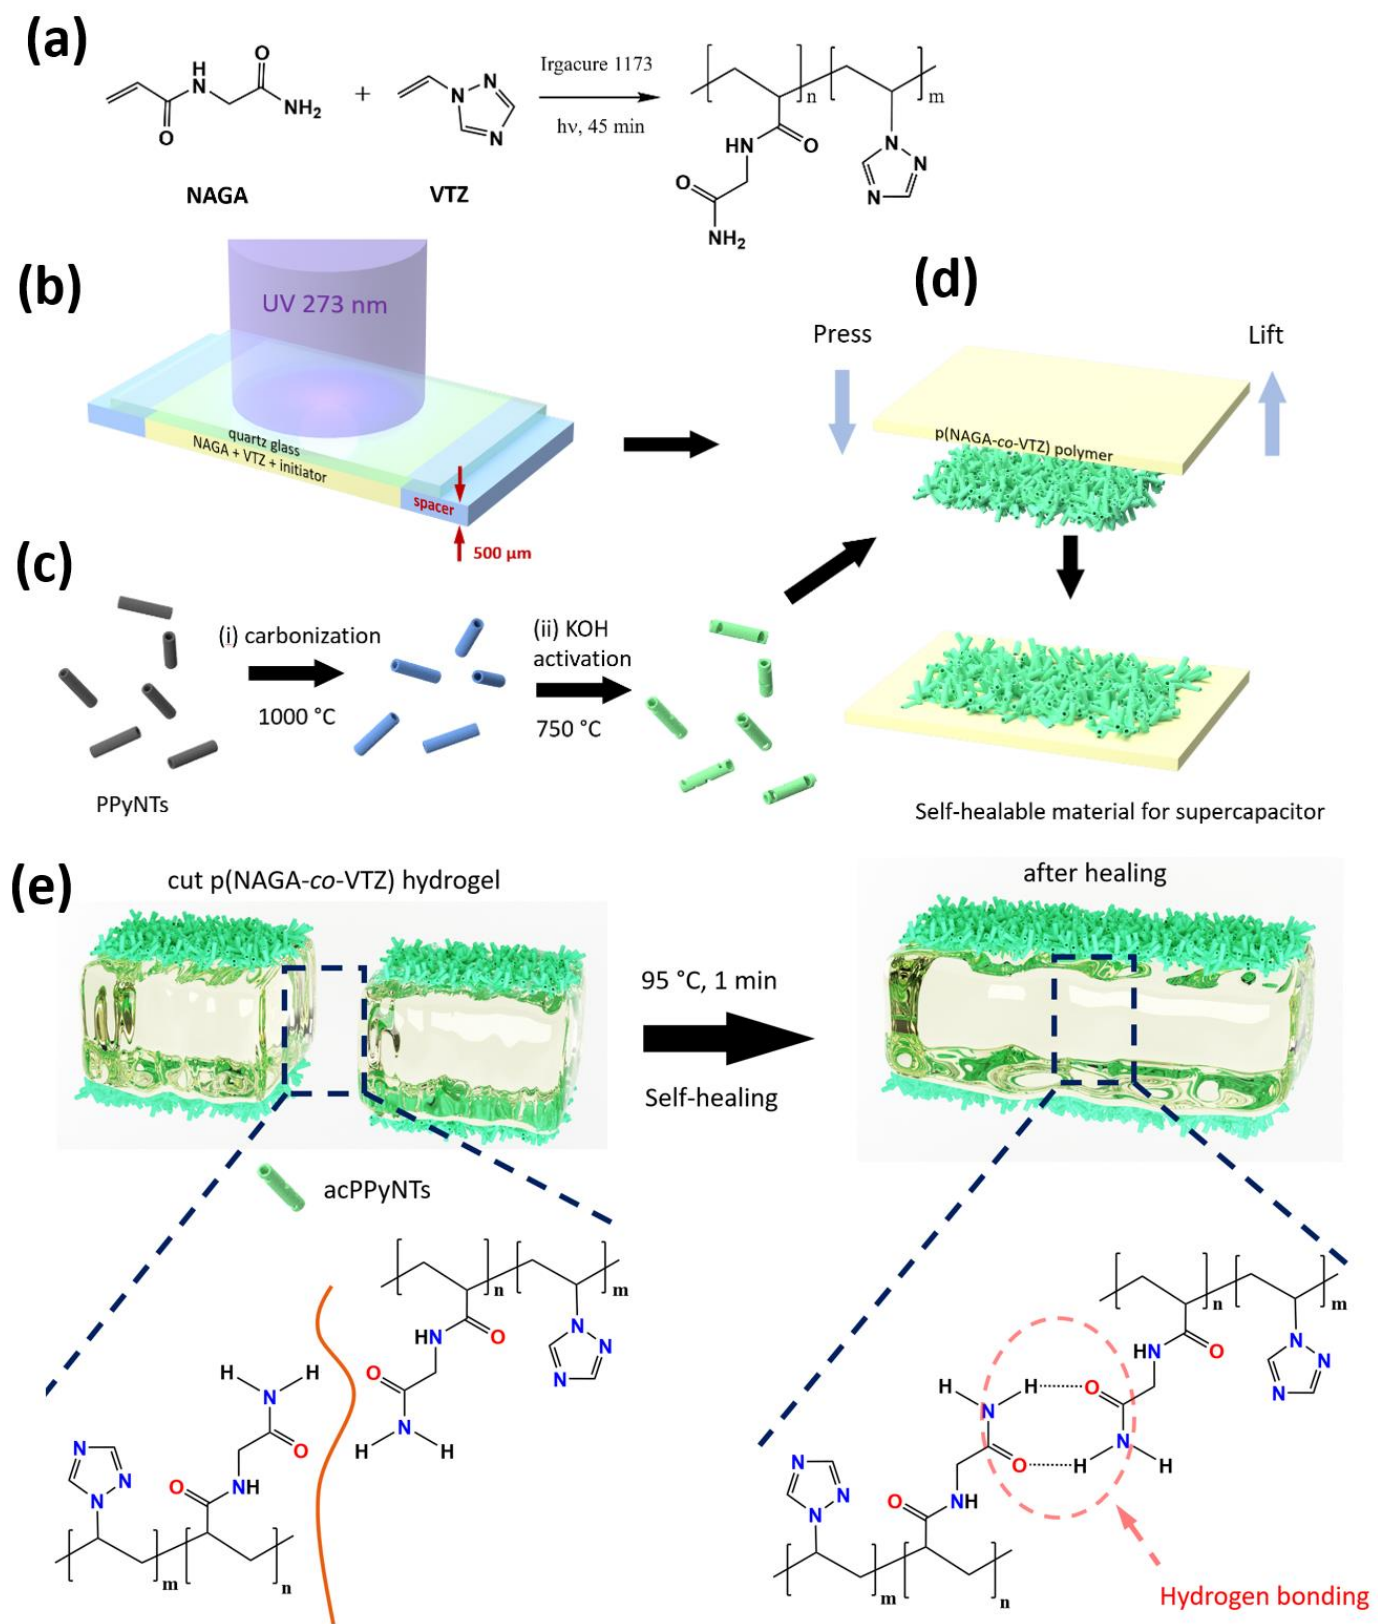 (a)
O
H
N
NH2
O
+
N
N
N
Irgacure 1173
hν, 45 min
n
m
HN
O
O
NH2
N
N
N
NAGA
VTZ
(b)
UV 273 nm
quartz glass
NAGA + VTZ + initiator
spacer
500 μm
(d)
Press
Lift
p(NAGA-co-VTZ) polymer
(c)
(i) carbonization
1000 °C
(ii) KOH
activation
750 °C
PPyNTs
Self-healable material for supercapacitor
(e)
cut p(NAGA-co-VTZ) hydrogel
after healing
95 °C, 1 min
Self-healing
acPPyNTs
n
m
HN
O
N
N
N
O
N
H
H
H
H
N
O
N
N
N
O
NH
m
n
n
m
HN
O
N
N
N
H
H
O
N
N
O
H
H
N
N
N
O
NH
m
n
Hydrogen bonding